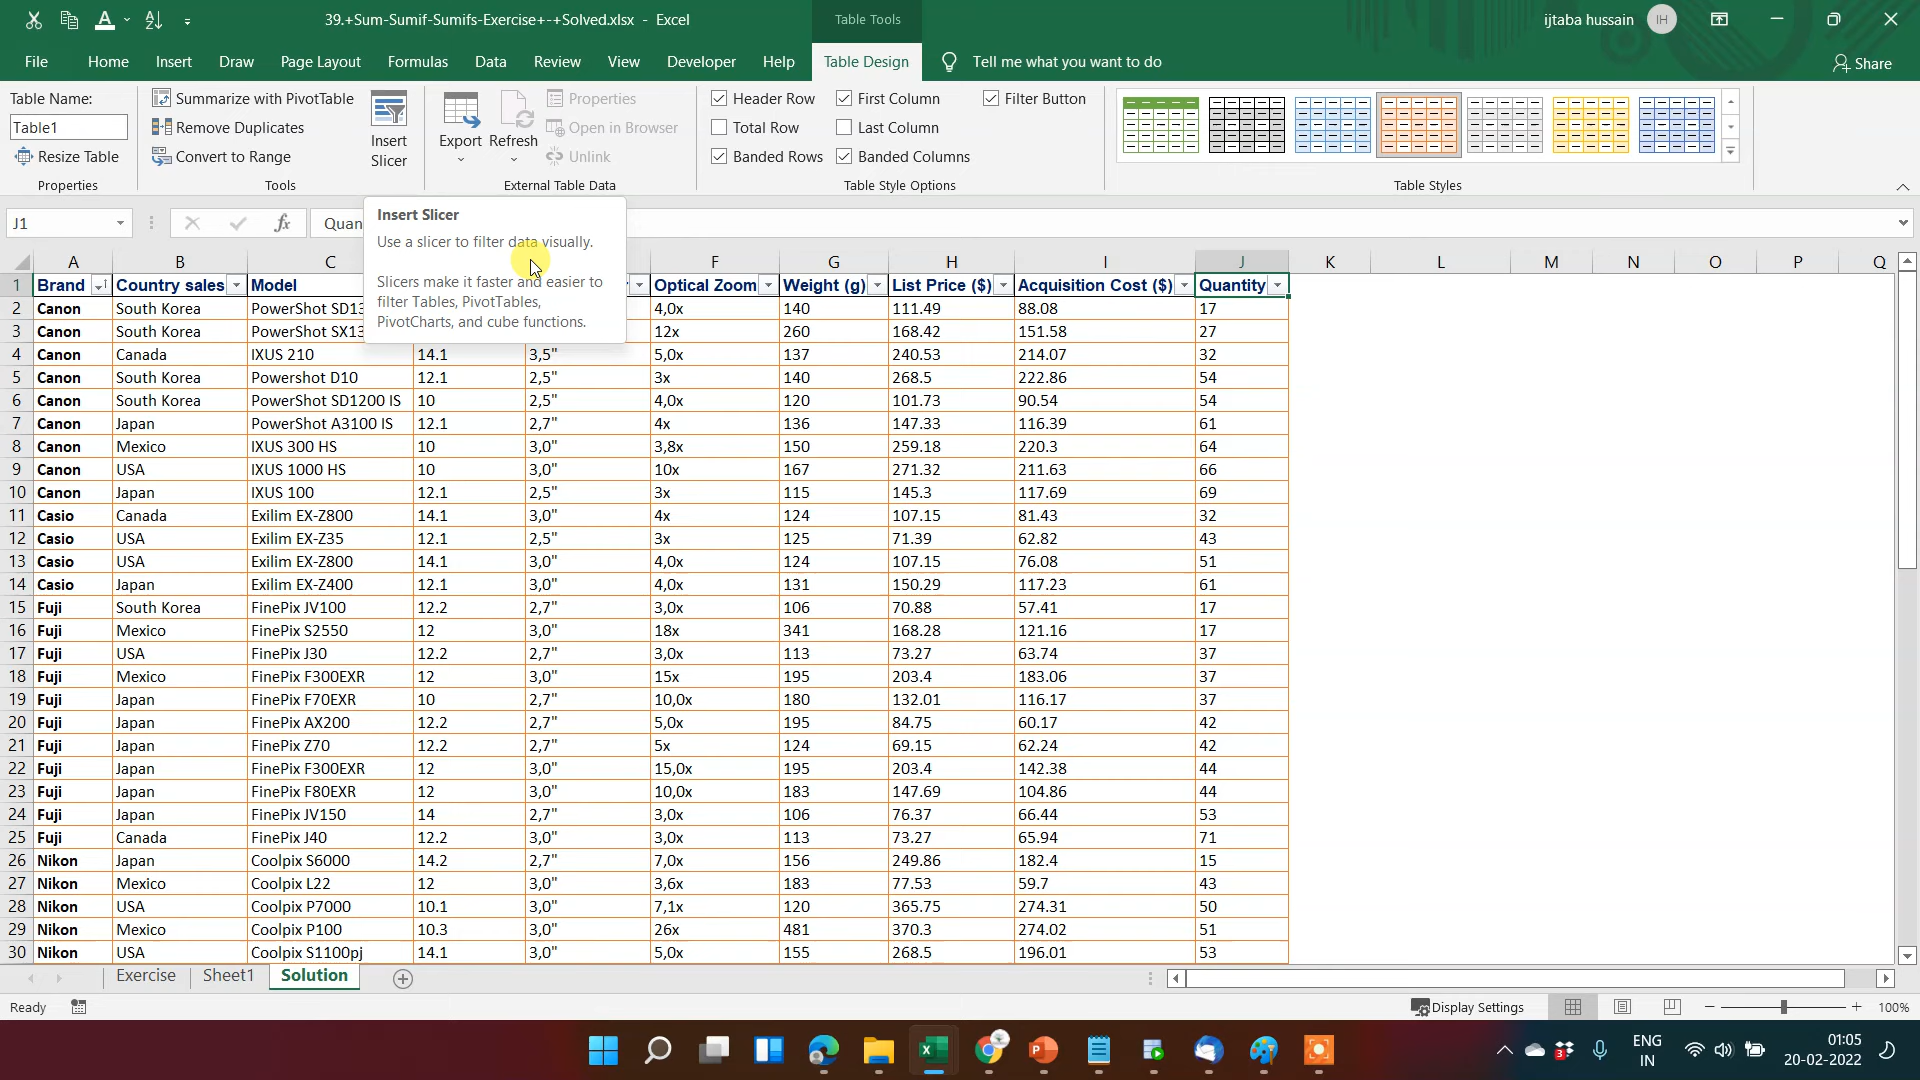 39.+Sum-Sumif-Sumifs-Exercise+-+Solved.xlsx - Excel
Table Tools
ijtaba hussain
IH
File Home Insert Draw Page Layout Formulas Data Review View Developer Help Table Design Tell me what you want to do
Share
Table Name:
Table1
Resize Table
Properties
Summarize with PivotTable
Remove Duplicates
Convert to Range
Tools
Insert
Slicer
Export Refresh
Properties
Open in Browser
Unlink
External Table Data
Header Row First Column Filter Button
Total Row Last Column
Banded Rows Banded Columns
Table Style Options
Table Styles
J1
fx
Quan
Insert Slicer
Use a slicer to filter data visually.
Slicers make it faster and easier to
filter Tables, PivotTables,
PivotCharts, and cube functions.
A B C F G H I J K L M N O P Q
1 Brand Country sales Model Optical Zoom Weight (g) List Price ($) Acquisition Cost ($) Quantity
2 Canon South Korea PowerShot SD13 4,0x 140 111.49 88.08 17
3 Canon South Korea PowerShot SX13 12x 260 168.42 151.58 27
4 Canon Canada IXUS 210 14.1 3,5" 5,0x 137 240.53 214.07 32
5 Canon South Korea Powershot D10 12.1 2,5" 3x 140 268.5 222.86 54
6 Canon South Korea PowerShot SD1200 IS 10 2,5" 4,0x 120 101.73 90.54 54
7 Canon Japan PowerShot A3100 IS 12.1 2,7" 4x 136 147.33 116.39 61
8 Canon Mexico IXUS 300 HS 10 3,0" 3,8x 150 259.18 220.3 64
9 Canon USA IXUS 1000 HS 10 3,0" 10x 167 271.32 211.63 66
10 Canon Japan IXUS 100 12.1 2,5" 3x 115 145.3 117.69 69
11 Casio Canada Exilim EX-Z800 14.1 3,0" 4x 124 107.15 81.43 32
12 Casio USA Exilim EX-Z35 12.1 2,5" 3x 125 71.39 62.82 43
13 Casio USA Exilim EX-Z800 14.1 3,0" 4,0x 124 107.15 76.08 51
14 Casio Japan Exilim EX-Z400 12.1 3,0" 4,0x 131 150.29 117.23 61
15 Fuji South Korea FinePix JV100 12.2 2,7" 3,0x 106 70.88 57.41 17
16 Fuji Mexico FinePix S2550 12 3,0" 18x 341 168.28 121.16 17
17 Fuji USA FinePix J30 12.2 2,7" 3,0x 113 73.27 63.74 37
18 Fuji Mexico FinePix F300EXR 12 3,0" 15x 195 203.4 183.06 37
19 Fuji Japan FinePix F70EXR 10 2,7" 10,0x 180 132.01 116.17 37
20 Fuji Japan FinePix AX200 12.2 2,7" 5,0x 195 84.75 60.17 42
21 Fuji Japan FinePix Z70 12.2 2,7" 5x 124 69.15 62.24 42
22 Fuji Japan FinePix F300EXR 12 3,0" 15,0x 195 203.4 142.38 44
23 Fuji Japan FinePix F80EXR 12 3,0" 10,0x 183 147.69 104.86 44
24 Fuji Japan FinePix JV150 14 2,7" 3,0x 106 76.37 66.44 53
25 Fuji Canada FinePix J40 12.2 3,0" 3,0x 113 73.27 65.94 71
26 Nikon Japan Coolpix S6000 14.2 2,7" 7,0x 156 249.86 182.4 15
27 Nikon Mexico Coolpix L22 12 3,0" 3,6x 183 77.53 59.7 43
28 Nikon USA Coolpix P7000 10.1 3,0" 7,1x 120 365.75 274.31 50
29 Nikon Mexico Coolpix P100 10.3 3,0" 26x 481 370.3 274.02 51
30 Nikon USA Coolpix S1100pj 14.1 3,0" 5,0x 155 268.5 196.01 53
Exercise Sheet1 Solution
Ready
Display Settings
100%
3
ENG
IN
01:05
20-02-2022